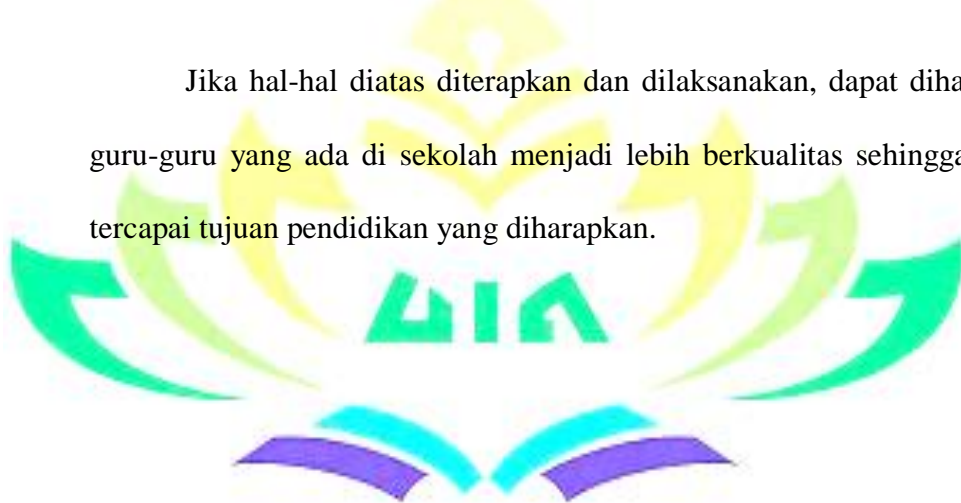 Jika hal-hal diatas diterapkan dan dilaksanakan, dapat diha
guru-guru yang ada di sekolah menjadi lebih berkualitas sehingga
tercapai tujuan pendidikan yang diharapkan.